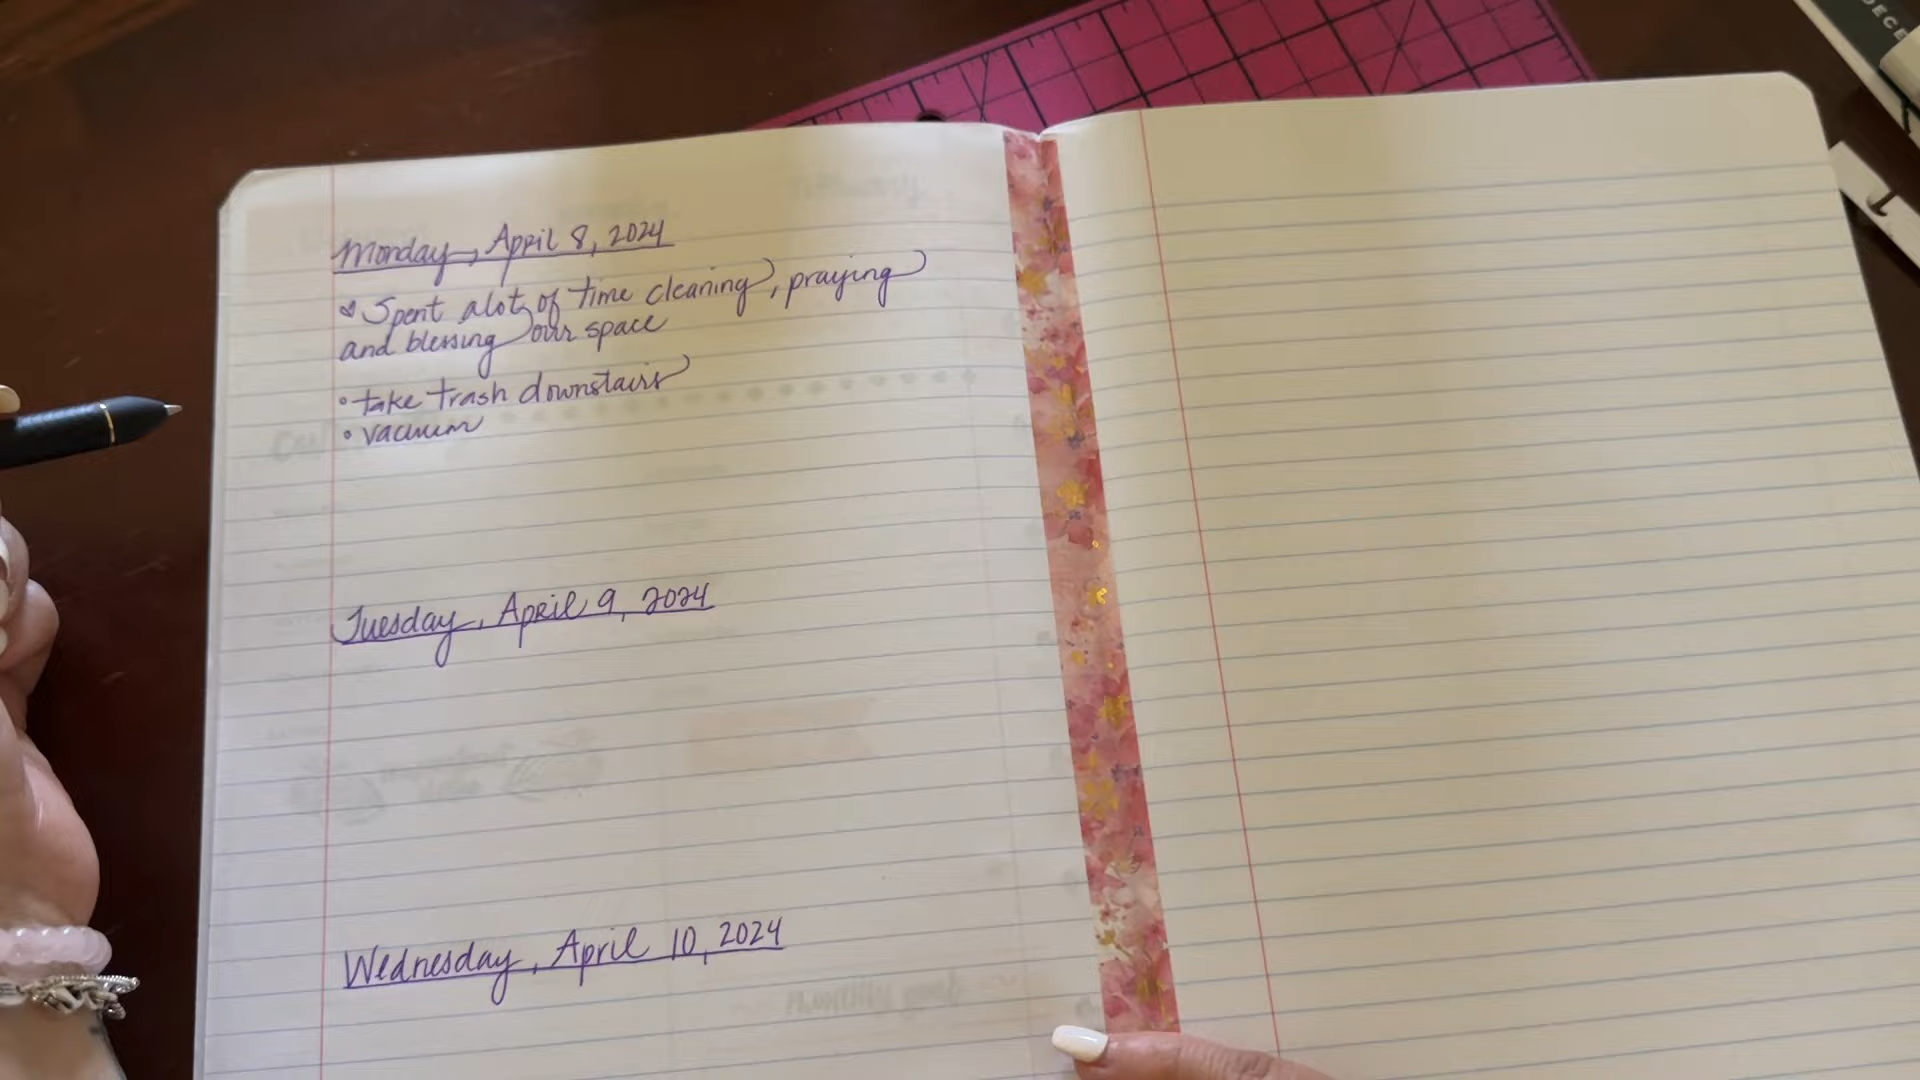 Monday, April 8, 2024
♡ Spent alot of time cleaning, praying
and blessing our space
• take trash downstairs
• vacuum
Tuesday, April 9, 2024
Wednesday, April 10, 2024
DECE